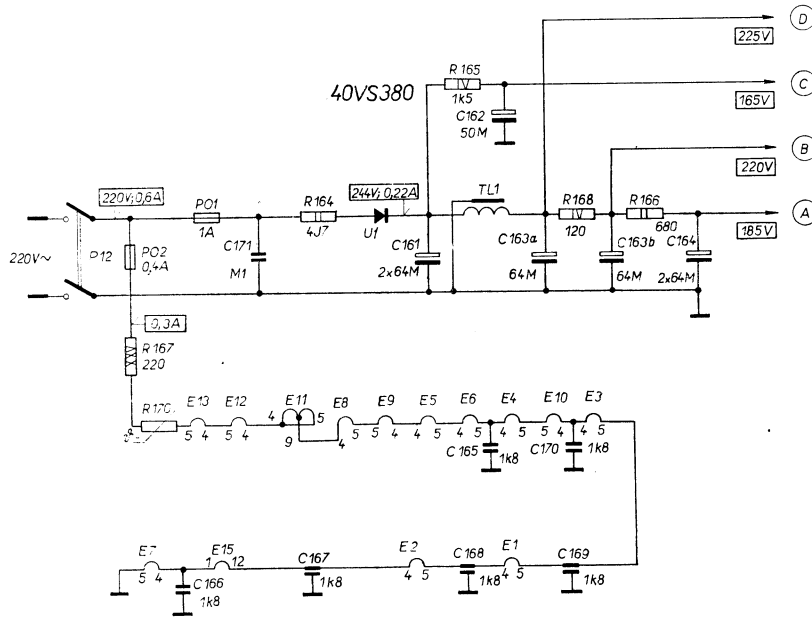 D
225V
R165
1k5
C
165V
40VS380
C162
50M
B
220V
220V; 0,6A
PO1
1A
R164
4J7
244V; 0,22A
U1
TL1
R168
120
R166
680
A
185V
220V~
P12
PO2
0,4A
C171
M1
C161
2x64M
C163a
64M
C163b
64M
C164
2x64M
0,3A
R167
220
R170
E13
5 4
E12
5 4
E11
4 5
9
E8
4 5
E9
5 4
E5
4 5
E6
4 5
E4
4 5
E10
5 4
E3
4 5
C165
1k8
C170
1k8
E7
5 4
C166
1k8
E15
1 12
C167
1k8
E2
4 5
C168
1k8
E1
4 5
C169
1k8